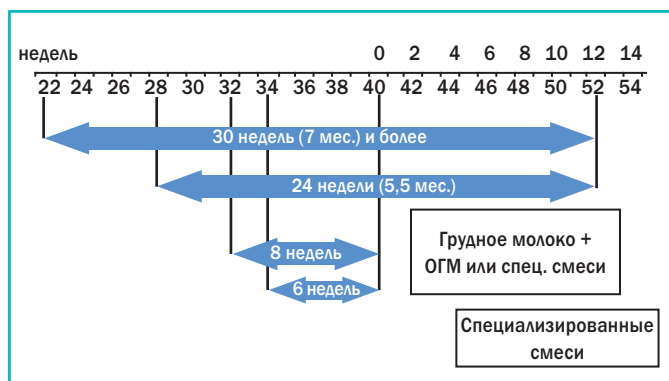 недель 0 2 4 6 8 10 12 14
22 24 26 28 30 32 34 36 38 40 42 44 46 48 50 52 54
30 недель (7 мес.) и более
24 недели (5,5 мес.)
8 недель
6 недель
Грудное молоко +
ОГМ или спец. смеси
Специализированные
смеси